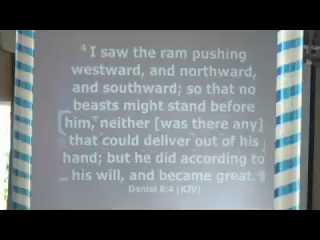 4 I saw the ram pushing
westward, and northward,
and southward; so that no
beasts might stand before
him, neither [was there any]
that could deliver out of his
hand; but he did according to
his will, and became great.
Daniel 8:4 (KJV)